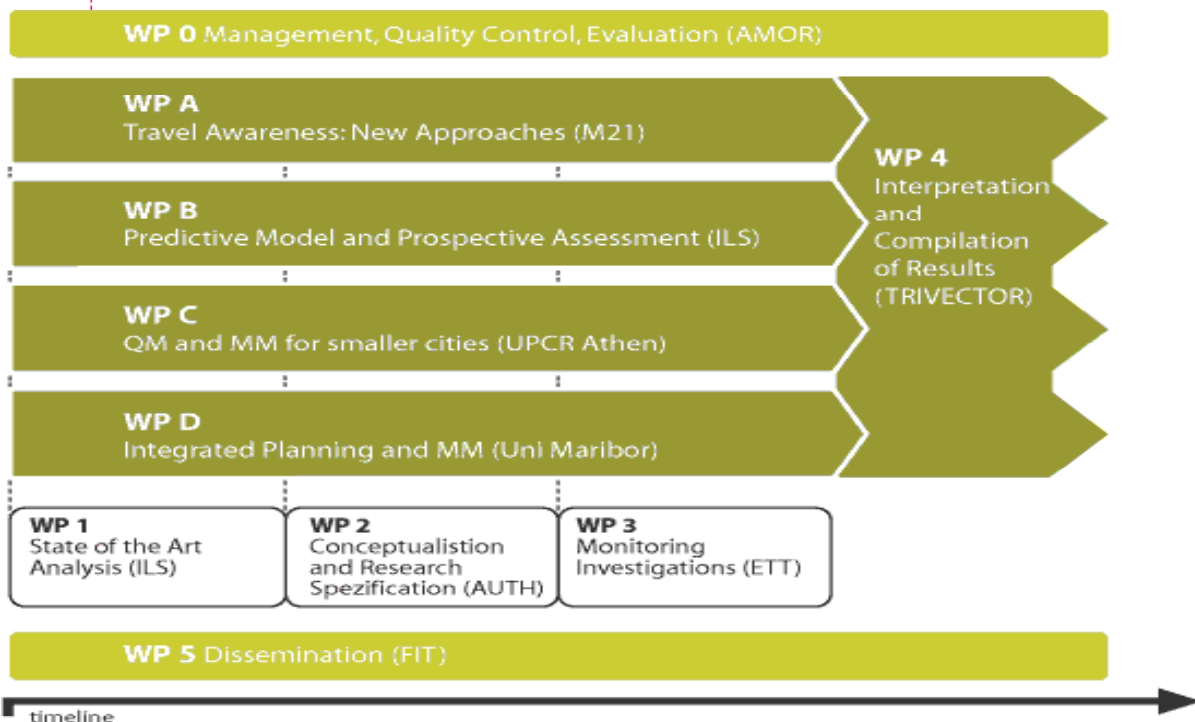 WP 0 Management, Quality Control, Evaluation (AMOR)
WP A
Travel Awareness: New Approaches (M21)
WP B
Predictive Model and Prospective Assessment (ILS)
WP C
QM and MM for smaller cities (UPCR Athen)
WP D
Integrated Planning and MM (Uni Maribor)
WP 4
Interpretation
and
Compilation
of Results
(TRIVECTOR)
WP 1
State of the Art
Analysis (ILS)
WP 2
Conceptualistion
and Research
Spezification (AUTH)
WP 3
Monitoring
Investigations (ETT)
WP 5 Dissemination (FIT)
timeline